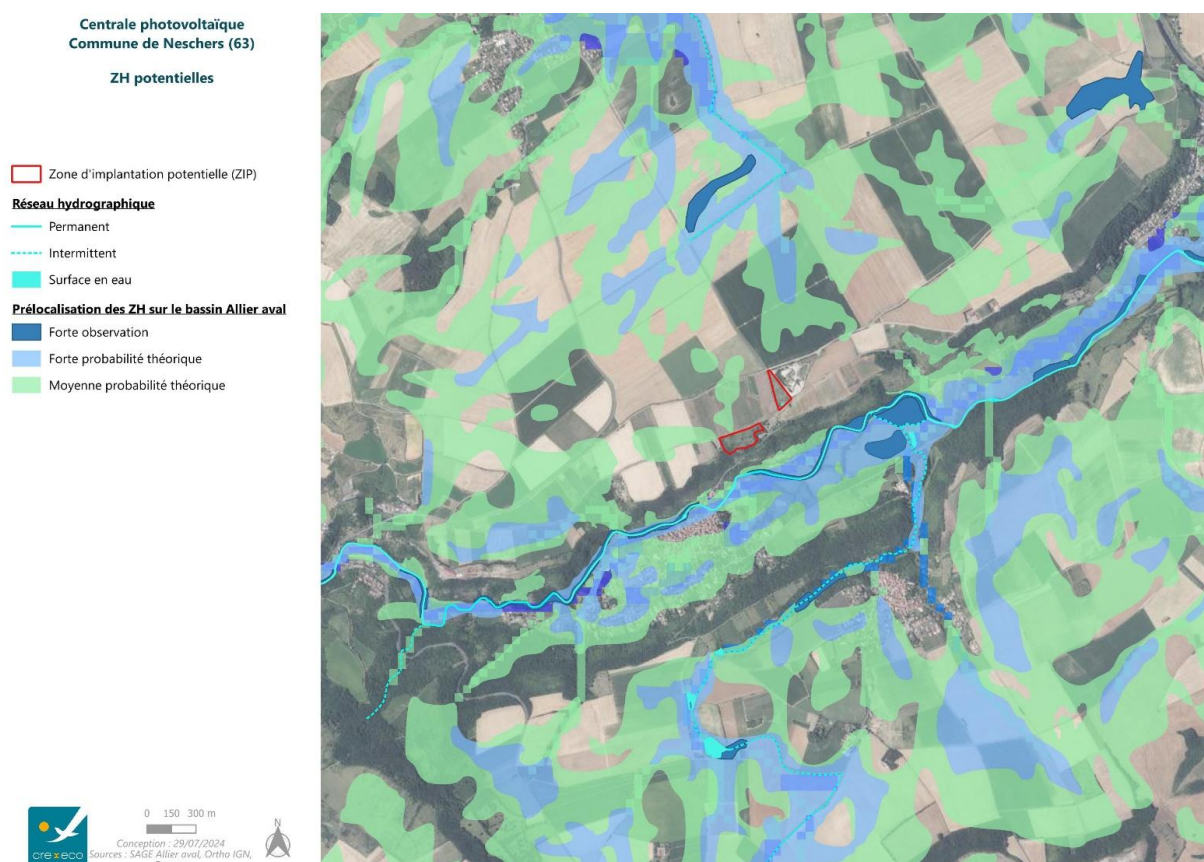 Centrale photovoltaïque
Commune de Neschers (63)
ZH potentielles
Zone d'implantation potentielle (ZIP)
Réseau hydrographique
Permanent
Intermittent
Surface en eau
Prélocalisation des ZH sur le bassin Allier aval
Forte observation
Forte probabilité théorique
Moyenne probabilité théorique
0 150 300 m
N
Conception : 29/07/2024
Sources : SAGE Allier aval, Ortho IGN,
crexeco